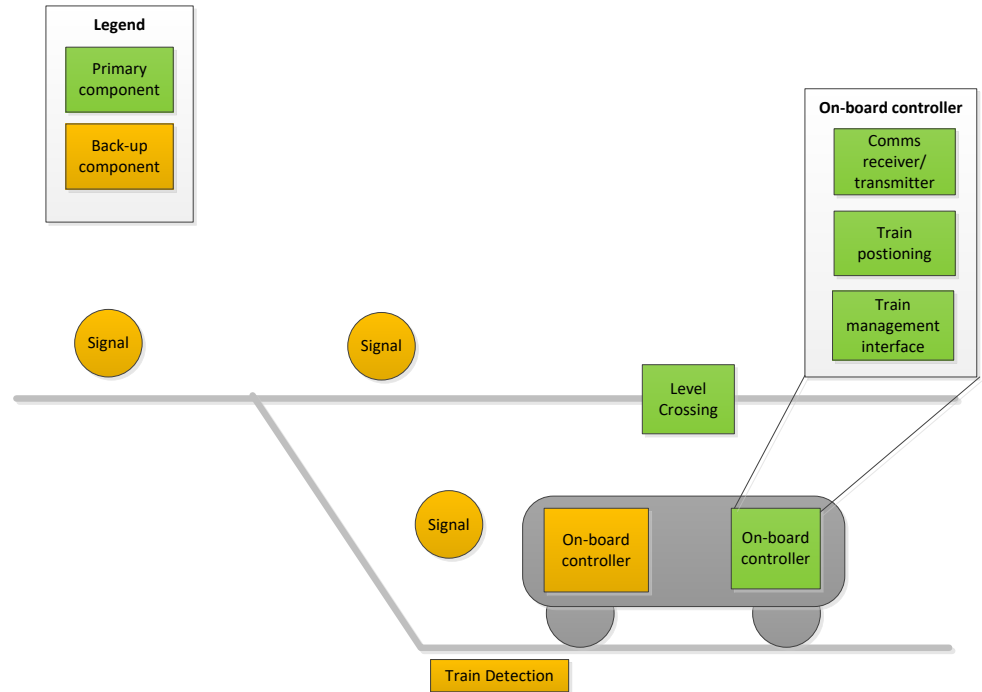 Legend
Primary
component
Back-up
component
On-board controller
Comms
receiver/
transmitter
Train
postioning
Train
management
interface
Signal
Signal
Level
Crossing
Signal
On-board
controller
On-board
controller
Train Detection